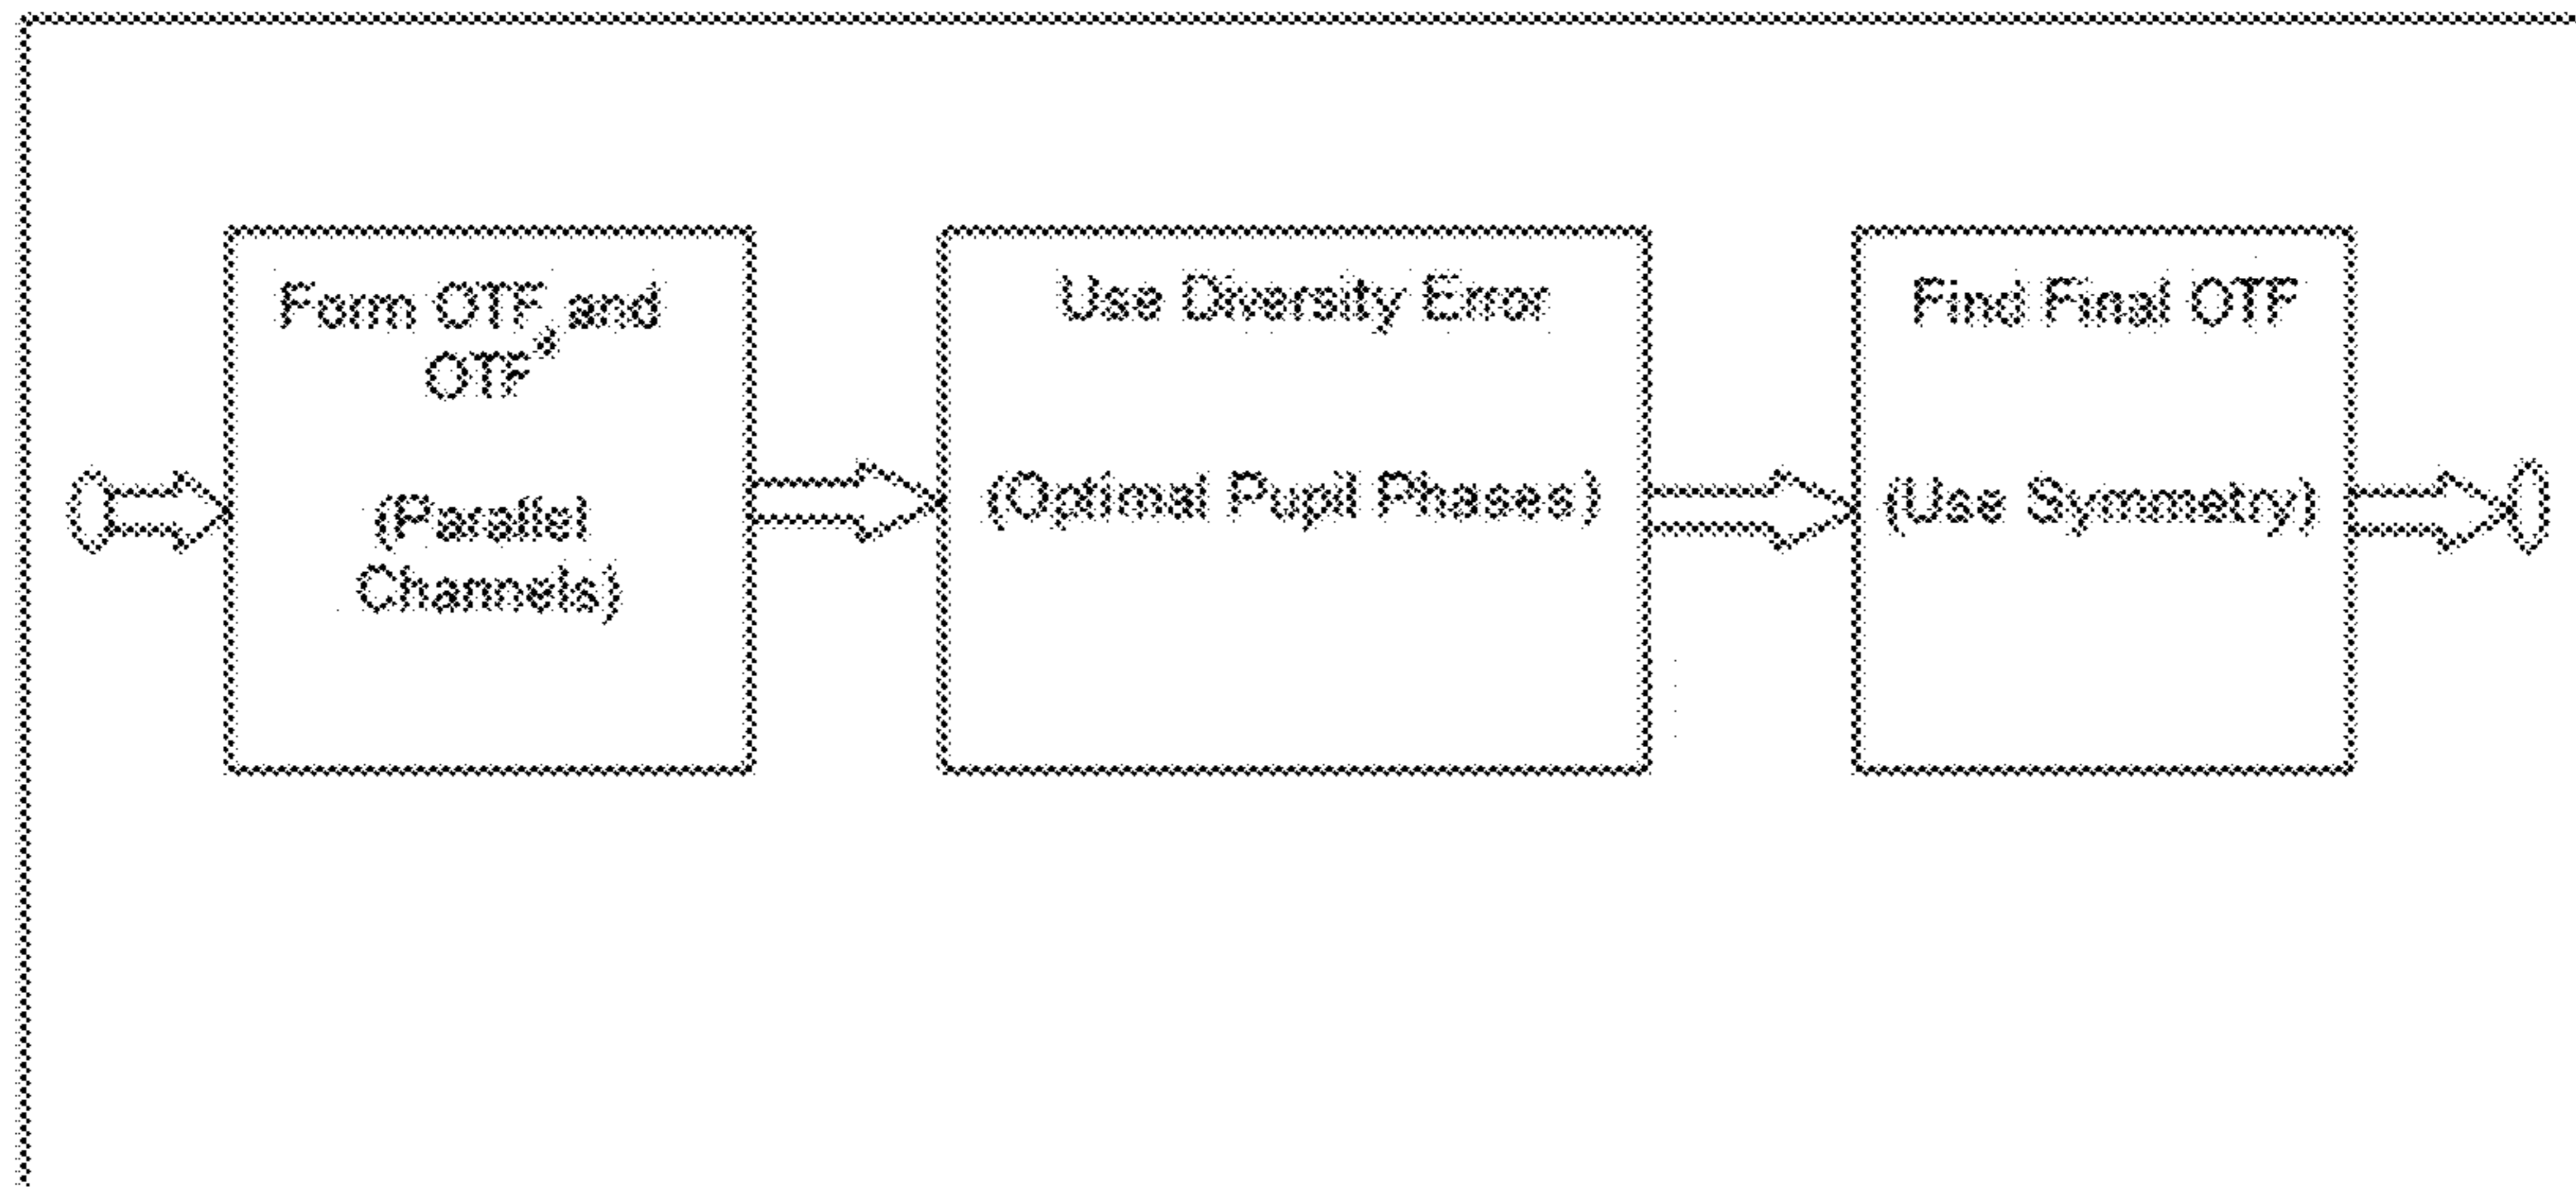 Form OTF and
OTF
(Parallel
Channels)
Use Diversity Error
(Optimal Pupil Phases)
Find Final OTF
(Use Symmetry)